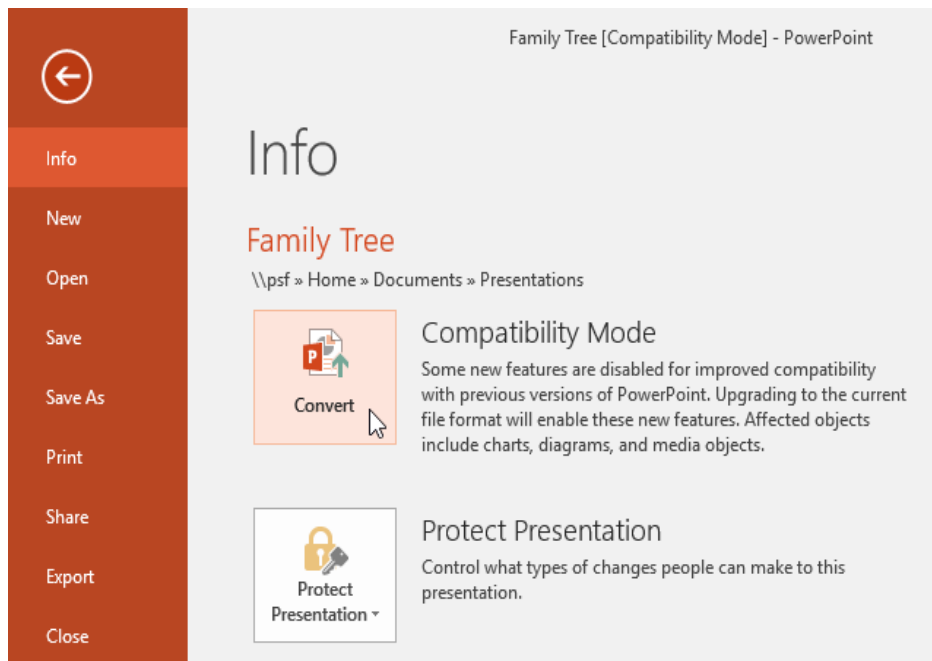 Family Tree [Compatibility Mode] - PowerPoint
Info
New
Open
Save
Save As
Print
Share
Export
Close
Info
Family Tree
\\psf » Home » Documents » Presentations
P
Convert
Compatibility Mode
Some new features are disabled for improved compatibility
with previous versions of PowerPoint. Upgrading to the current
file format will enable these new features. Affected objects
include charts, diagrams, and media objects.
Protect
Presentation
Protect Presentation
Control what types of changes people can make to this
presentation.